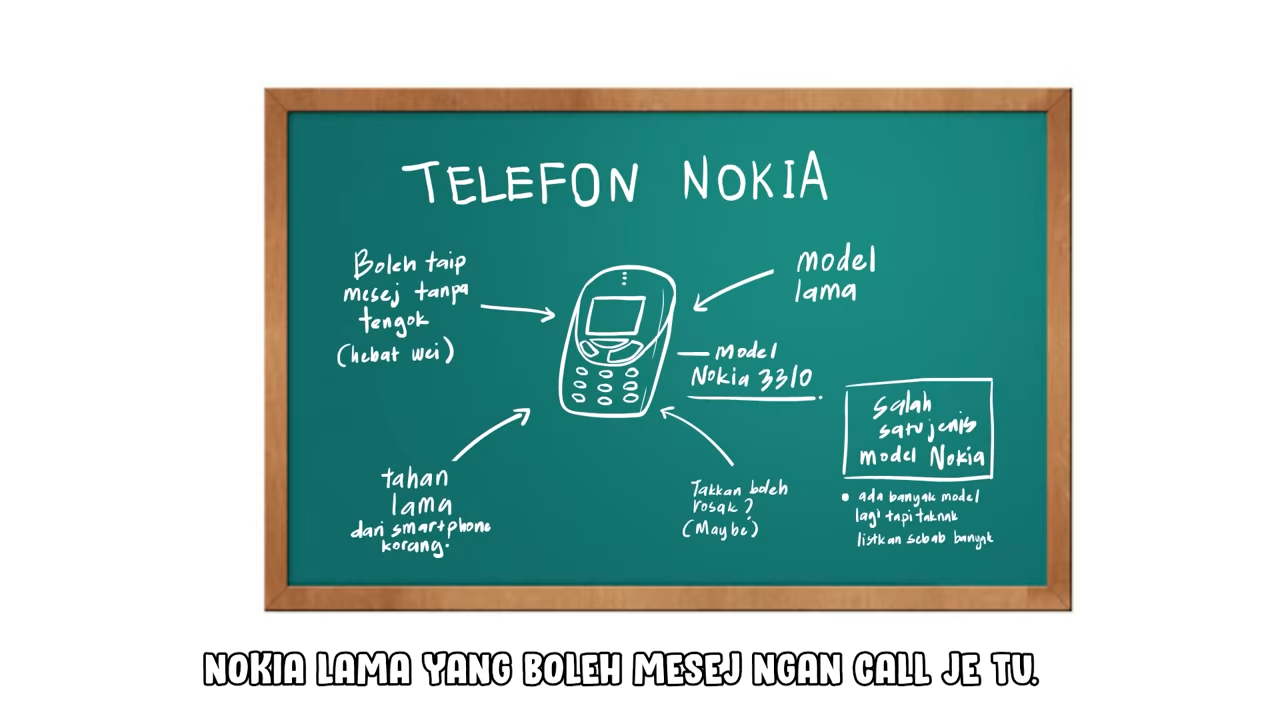 TELEFON NOKIA
Boleh taip
mesej tanpa
tengok
(hebat wei)
model
lama
Model
Nokia 3310
tahan
lama
dari smartphone
korang.
Takkan boleh
rosak?
(Maybe)
Salah
satu jenis
model Nokia
• ada banyak model
lagi tapi taknak
listkan sebab banyak
NOKIA LAMA YANG BOLEH MESEJ NGAN CALL JE TU.